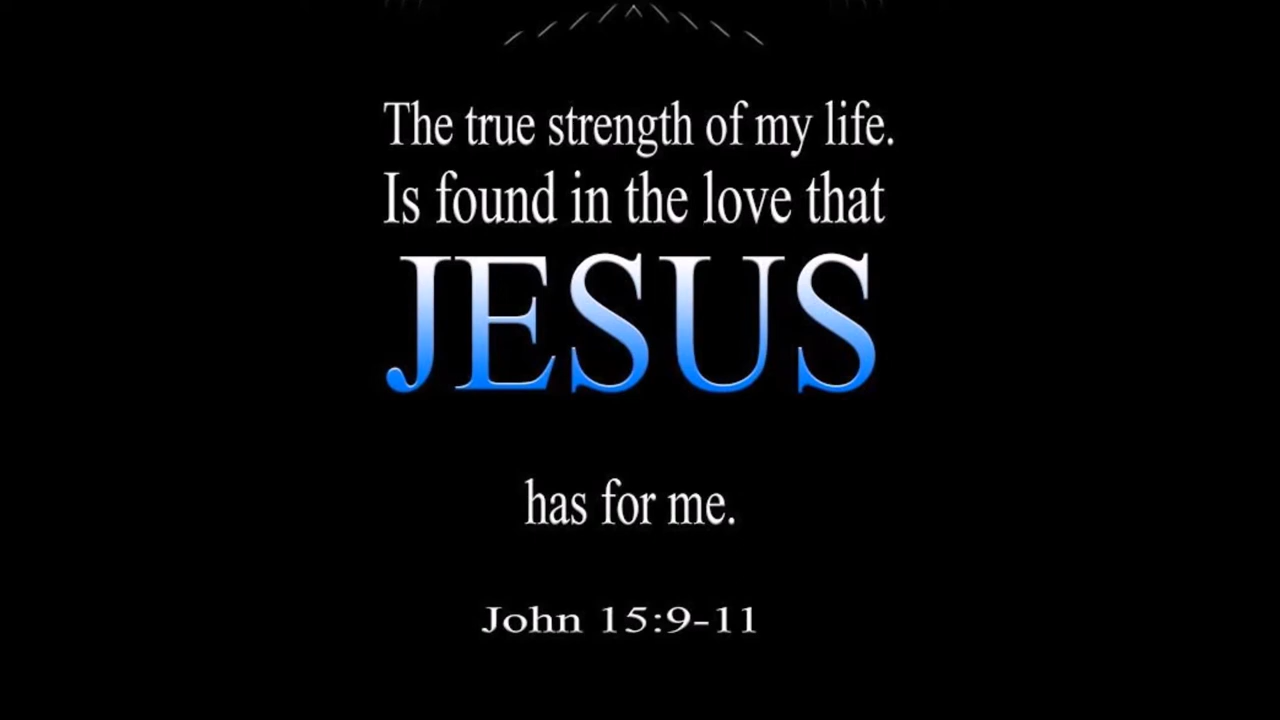 The true strength of my life.
Is found in the love that
JESUS
has for me.
John 15:9-11